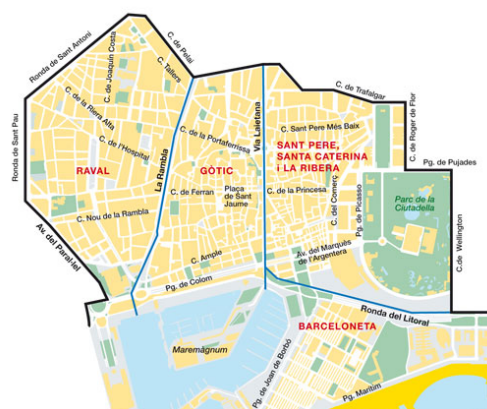 Ronda de Sant Antoni
C. de Pelai
C. de Joaquín Costa
C. Tallers
C. de la Riera Alta
C. de l'Hospital
Ronda de Sant Pau
RAVAL
La Rambla
C. Nou de la Rambla
Av. del Paral·lel
C. de la Portaferissa
GÒTIC
C. de Ferran
Plaça
de Sant
Jaume
C. Ample
Pg. de Colom
Via Laietana
C. de Trafalgar
C. Sant Pere Més Baix
SANT PERE,
SANTA CATERINA
i LA RIBERA
C. de la Princesa
C. del Comerç
Pg. de Picasso
C. de Roger de Flor
Pg. de Pujades
Parc de la
Ciutadella
C.de Wellington
Av. del Marquès
de l'Argentera
Ronda del Litoral
BARCELONETA
Maremàgnum
Pg. de Joan de Borbó
Pg. Marítim